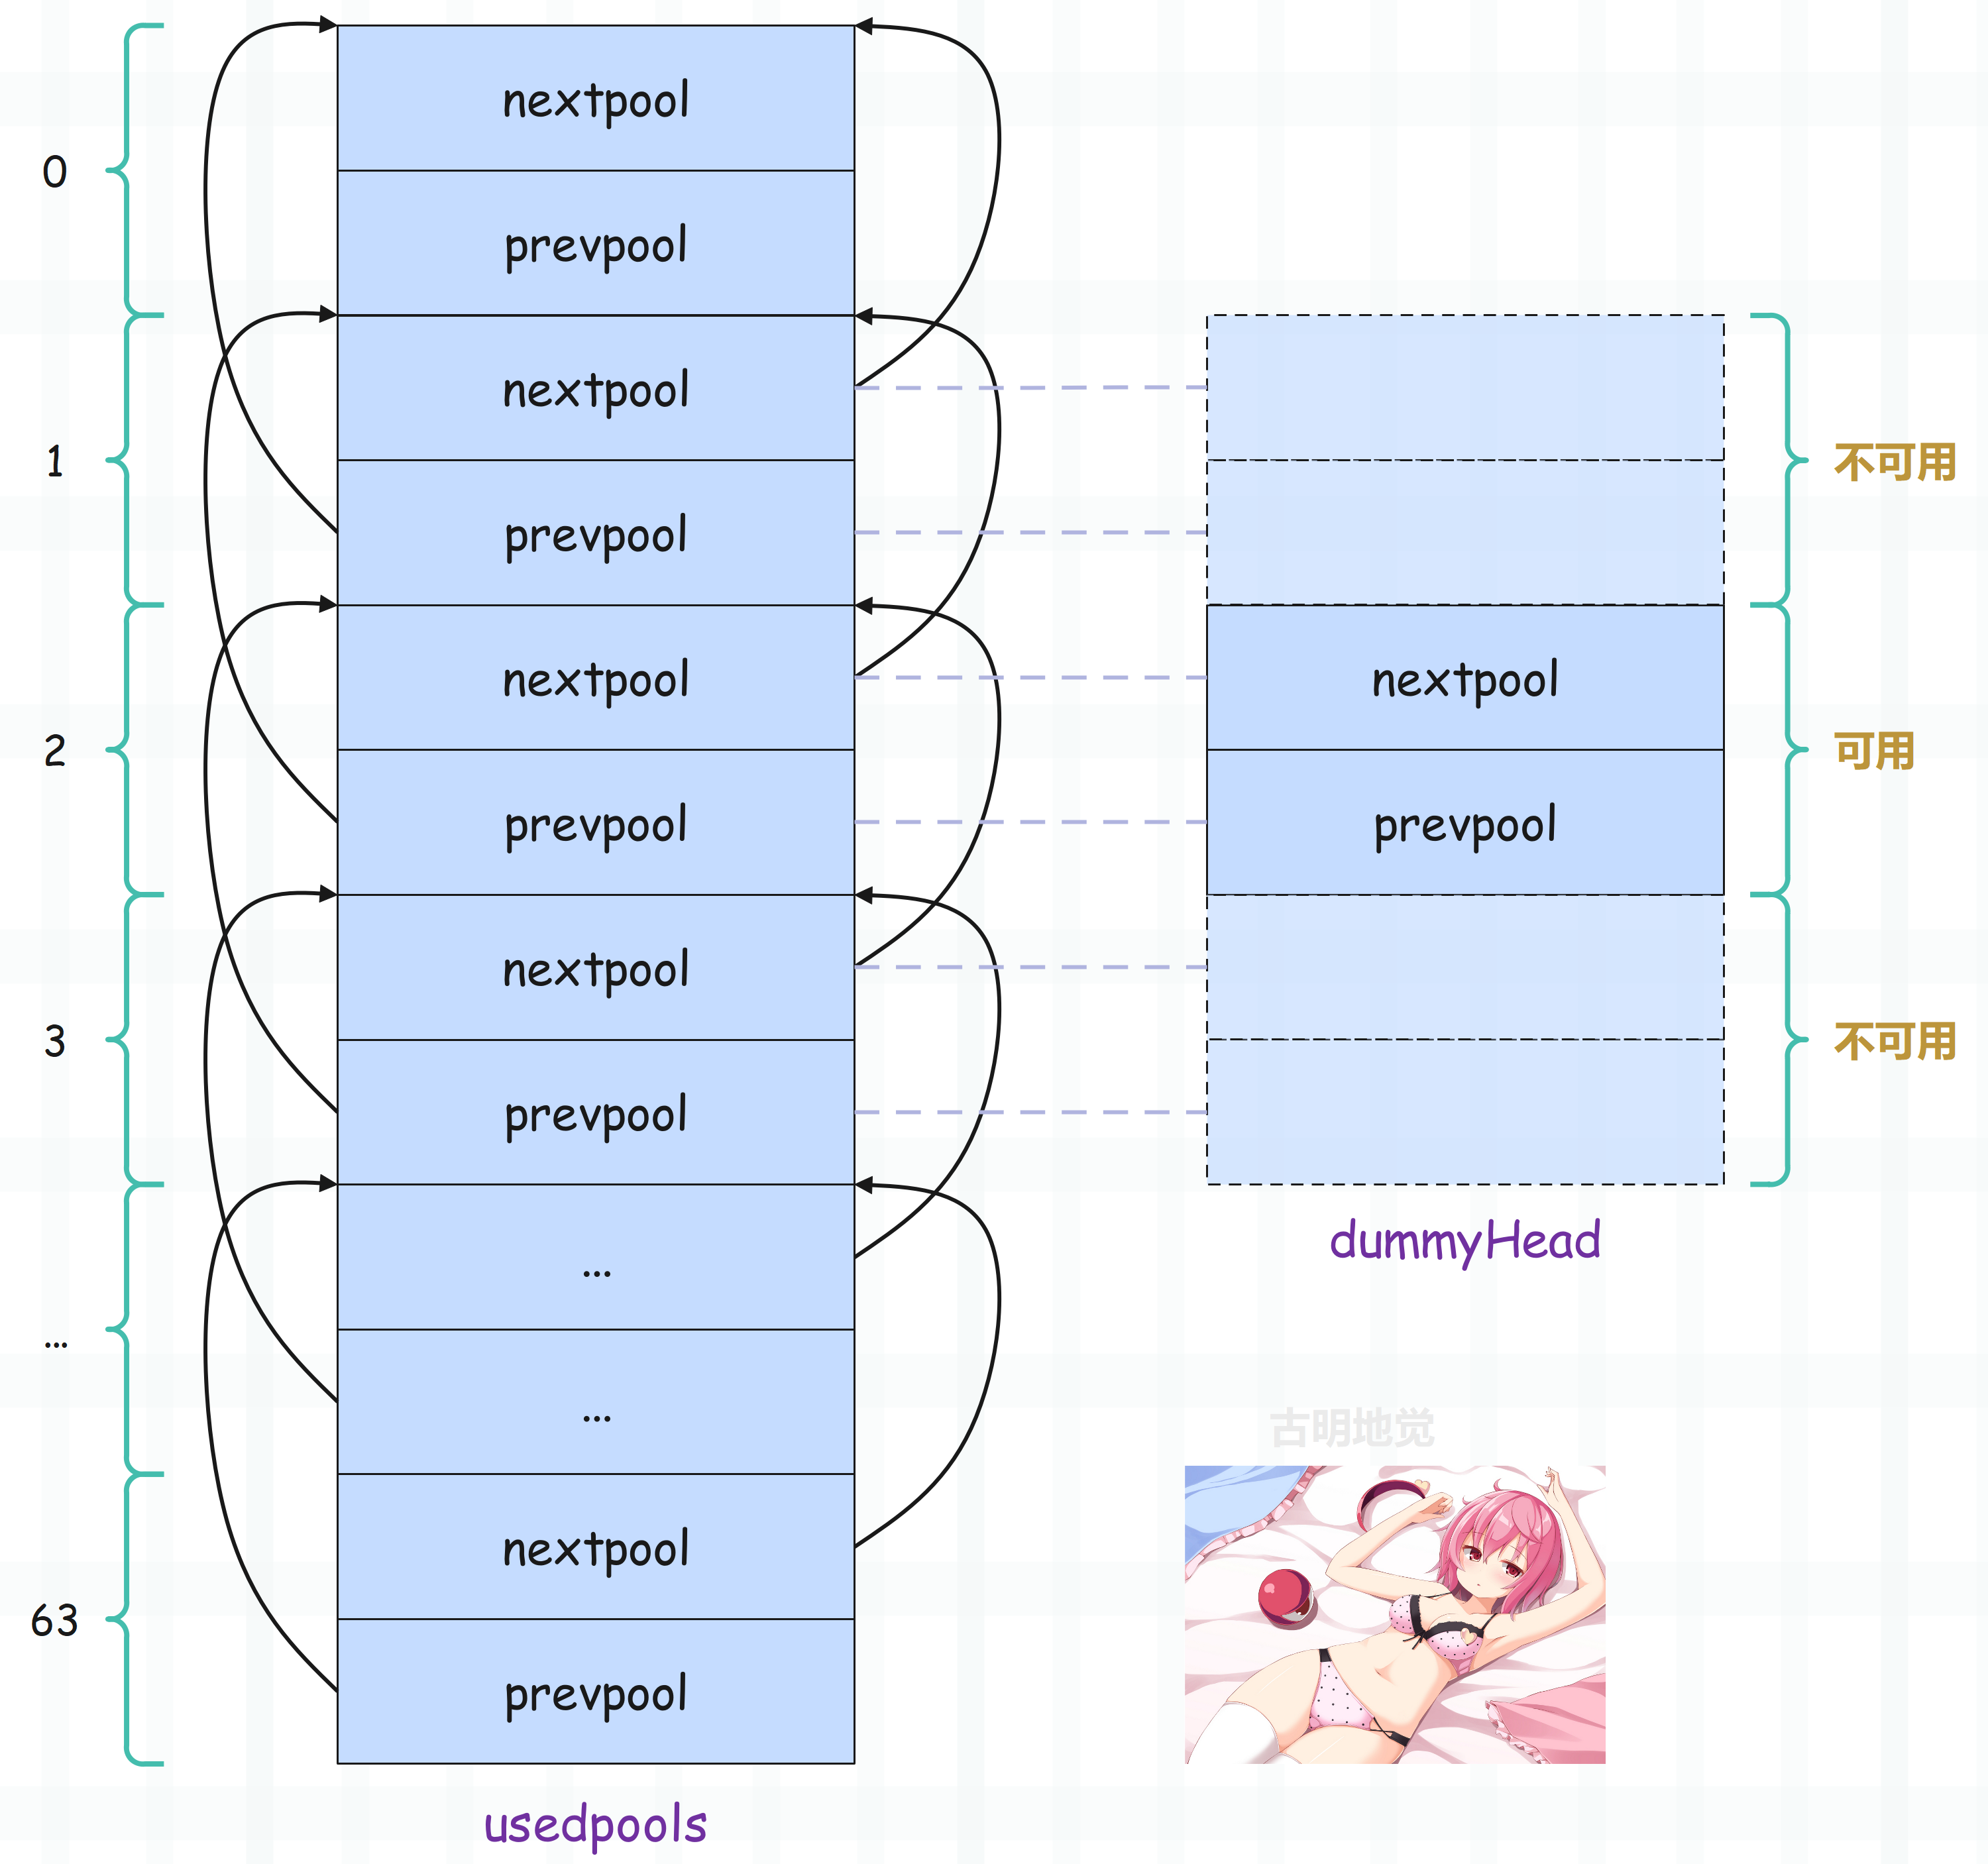 0
nextpool
prevpool
1
nextpool
prevpool
不可用
2
nextpool
prevpool
nextpool
prevpool
可用
3
nextpool
prevpool
不可用
dummyHead
...
...
...
古明地觉
63
nextpool
prevpool
usedpools